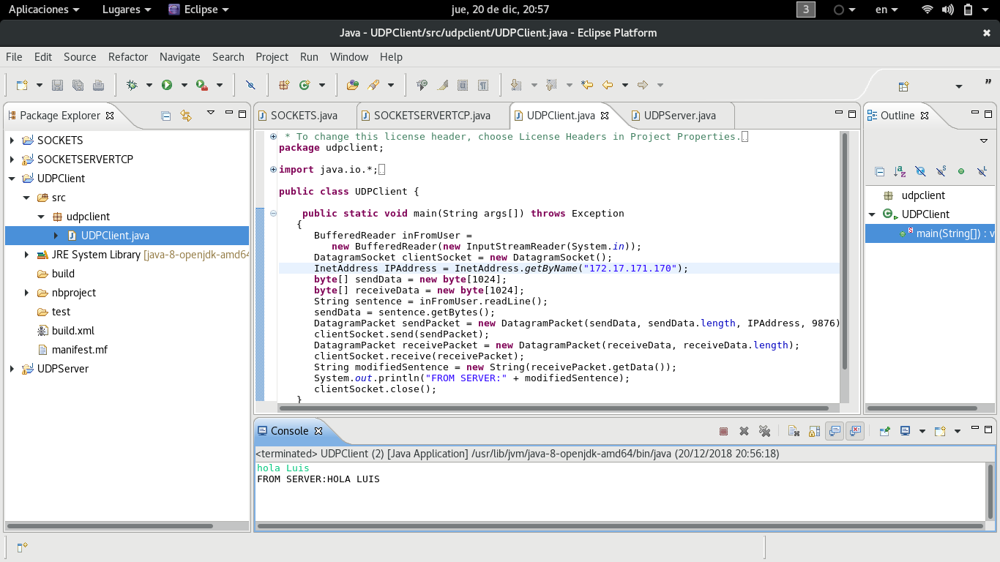 Aplicaciones Lugares Eclipse jue, 20 de dic, 20:57 3 en
Java - UDPClient/src/udpclient/UDPClient.java - Eclipse Platform
File Edit Source Refactor Navigate Search Project Run Window Help
Package Explorer
SOCKETS
SOCKETSERVERTCP
UDPClient
src
udpclient
UDPClient.java
JRE System Library [java-8-openjdk-amd64
build
nbproject
test
build.xml
manifest.mf
UDPServer
SOCKETS.java SOCKETSERVERTCP.java UDPClient.java UDPServer.java
* To change this license header, choose License Headers in Project Properties.
package udpclient;
import java.io.*;
public class UDPClient {
public static void main(String args[]) throws Exception
{
BufferedReader inFromUser =
new BufferedReader(new InputStreamReader(System.in));
DatagramSocket clientSocket = new DatagramSocket();
InetAddress IPAddress = InetAddress.getByName("172.17.171.170");
byte[] sendData = new byte[1024];
byte[] receiveData = new byte[1024];
String sentence = inFromUser.readLine();
sendData = sentence.getBytes();
DatagramPacket sendPacket = new DatagramPacket(sendData, sendData.length, IPAddress, 9876)
clientSocket.send(sendPacket);
DatagramPacket receivePacket = new DatagramPacket(receiveData, receiveData.length);
clientSocket.receive(receivePacket);
String modifiedSentence = new String(receivePacket.getData());
System.out.println("FROM SERVER:" + modifiedSentence);
clientSocket.close();
}
Outline
udpclient
UDPClient
main(String[]) : v
Console
<terminated> UDPClient (2) [Java Application] /usr/lib/jvm/java-8-openjdk-amd64/bin/java (20/12/2018 20:56:18)
hola Luis
FROM SERVER:HOLA LUIS